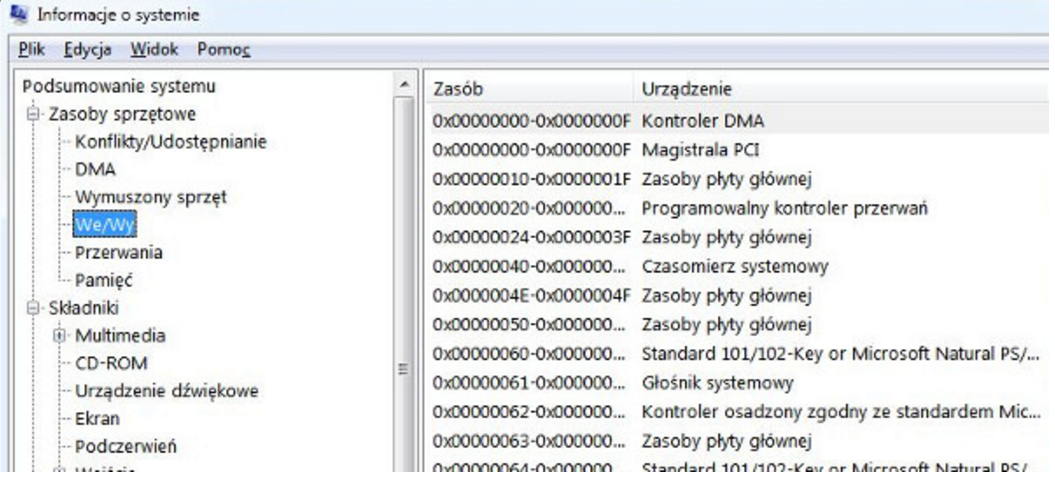 Informacje o systemie
Plik Edycja Widok Pomoc
Podsumowanie systemu
Zasoby sprzętowe
Konflikty/Udostępnianie
DMA
Wymuszony sprzęt
We/Wy
Przerwania
Pamięć
Składniki
Multimedia
CD-ROM
Urządzenie dźwiękowe
Ekran
Podczerwień
Zasób Urządzenie
0x00000000-0x0000000F Kontroler DMA
0x00000000-0x0000000F Magistrala PCI
0x00000010-0x0000001F Zasoby płyty głównej
0x00000020-0x000000... Programowalny kontroler przerwań
0x00000024-0x0000003F Zasoby płyty głównej
0x00000040-0x000000... Czasomierz systemowy
0x0000004E-0x0000004F Zasoby płyty głównej
0x00000050-0x000000... Zasoby płyty głównej
0x00000060-0x000000... Standard 101/102-Key or Microsoft Natural PS/...
0x00000061-0x000000... Głośnik systemowy
0x00000062-0x000000... Kontroler osadzony zgodny ze standardem Mic...
0x00000063-0x000000... Zasoby płyty głównej
0x00000064-0x000000... Standard 101/102-Key or Microsoft Natural PS/